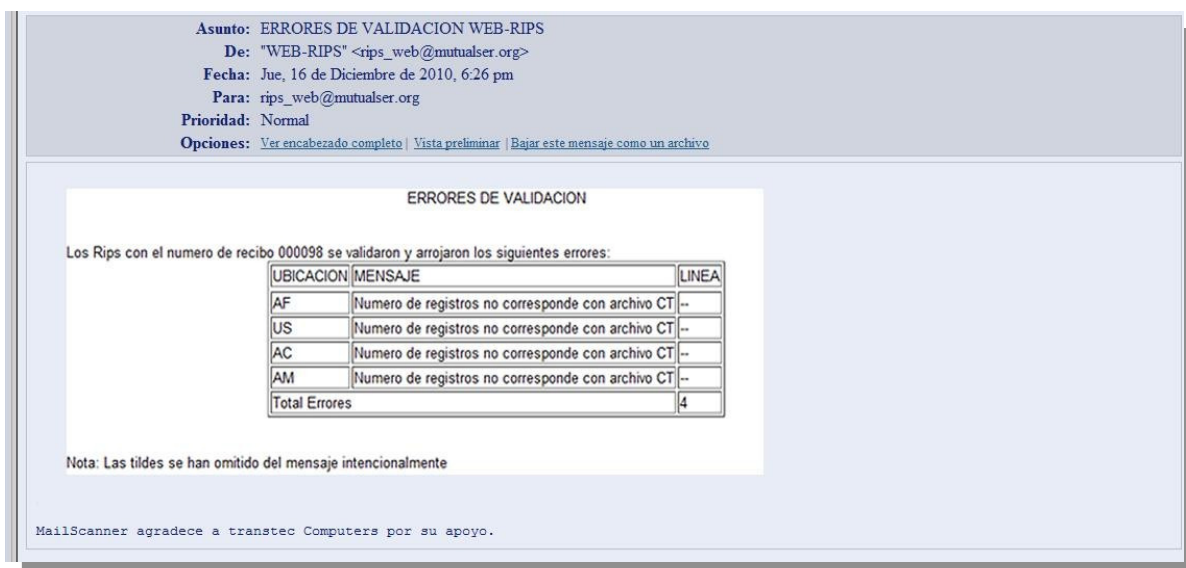 Asunto: ERRORES DE VALIDACION WEB-RIPS
De: "WEB-RIPS" <rips_web@mutualser.org>
Fecha: Jue, 16 de Diciembre de 2010, 6:26 pm
Para: rips_web@mutualser.org
Prioridad: Normal
Opciones: Ver encabezado completo | Vista preliminar | Bajar este mensaje como un archivo
ERRORES DE VALIDACION
Los Rips con el numero de recibo 000098 se validaron y arrojaron los siguientes errores:
UBICACION MENSAJE LINEA
AF Numero de registros no corresponde con archivo CT --
US Numero de registros no corresponde con archivo CT --
AC Numero de registros no corresponde con archivo CT --
AM Numero de registros no corresponde con archivo CT --
Total Errores 4
Nota: Las tildes se han omitido del mensaje intencionalmente
MailScanner agradece a transtec Computers por su apoyo.